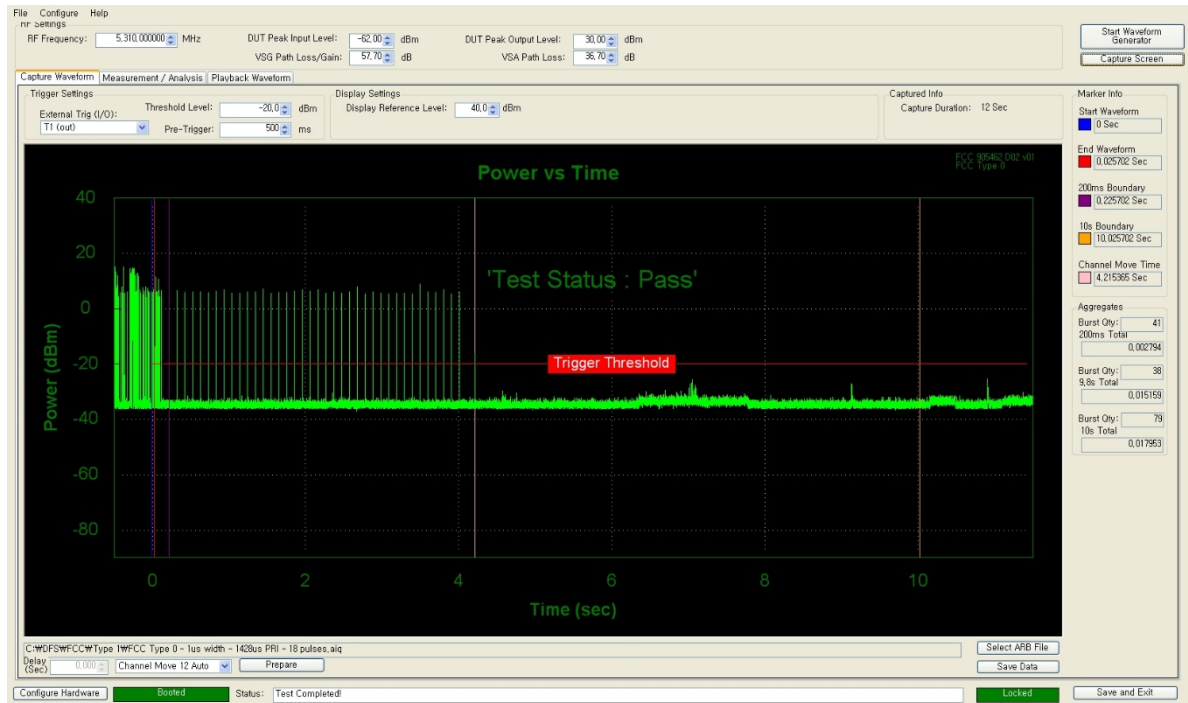 File Configure Help
RF Settings
RF Frequency: 5,310,000000 MHz
DUT Peak Input Level: -62,00 dBm
DUT Peak Output Level: 30,00 dBm
VSG Path Loss/Gain: 57,70 dB
VSA Path Loss: 36,70 dB
Start Waveform Generator
Capture Screen
Capture Waveform Measurement / Analysis Playback Waveform
Trigger Settings
External Trig (I/O):
T1 (out)
Threshold Level: -20,0 dBm
Pre-Trigger: 500 ms
Display Settings
Display Reference Level: 40,0 dBm
Captured Info
Capture Duration: 12 Sec
Marker Info
Start Waveform
0 Sec
End Waveform
0,025702 Sec
200ms Boundary
0,225702 Sec
10s Boundary
10,025702 Sec
Channel Move Time
4,215365 Sec
Aggregates
Burst Qty: 41
200ms Total
0,002794
Burst Qty: 38
9,8s Total
0,015159
Burst Qty: 79
10s Total
0,017953
FCC 905462 D02 v01
FCC Type 0
Power vs Time
'Test Status : Pass'
Trigger Threshold
Power (dBm)
40
20
0
-20
-40
-60
-80
0 2 4 6 8 10
Time (sec)
C:₩DFS₩FCC₩Type 1₩FCC Type 0 - 1us width - 1428us PRI - 18 pulses.aiq
Select ARB File
Delay (Sec) 0,000
Channel Move 12 Auto
Prepare
Save Data
Configure Hardware
Booted
Status: Test Completed!
Locked
Save and Exit